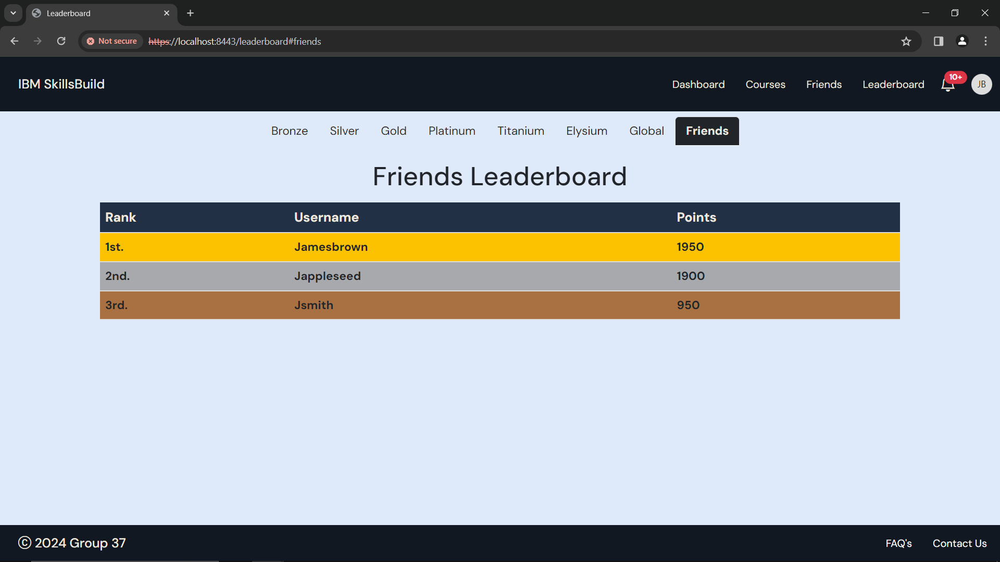 Leaderboard
Not secure https://localhost:8443/leaderboard#friends
IBM SkillsBuild Dashboard Courses Friends Leaderboard 10+ JB
Bronze Silver Gold Platinum Titanium Elysium Global Friends
Friends Leaderboard
Rank Username Points
1st. Jamesbrown 1950
2nd. Jappleseed 1900
3rd. Jsmith 950
© 2024 Group 37 FAQ's Contact Us